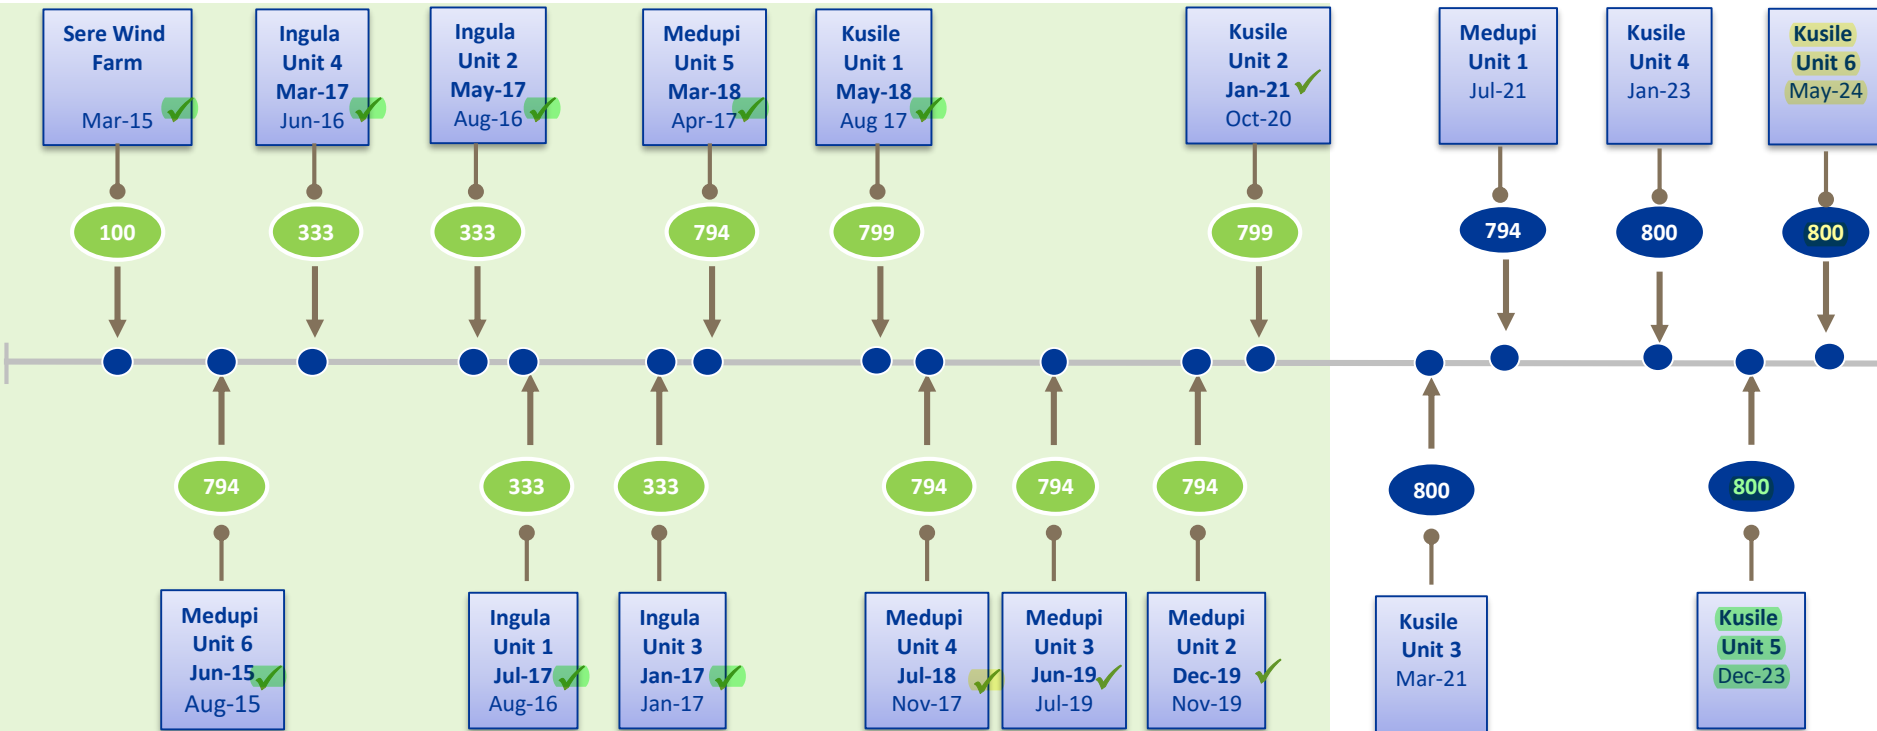 Sere Wind
Farm
Mar-15
Ingula
Unit 4
Mar-17
Jun-16
Ingula
Unit 2
May-17
Aug-16
Medupi
Unit 5
Mar-18
Apr-17
Kusile
Unit 1
May-18
Aug 17
Kusile
Unit 2
Jan-21
Oct-20
Medupi
Unit 1
Jul-21
Kusile
Unit 4
Jan-23
Kusile
Unit 6
May-24
100
333
333
794
799
799
794
800
800
794
333
333
794
794
794
800
800
Medupi
Unit 6
Jun-15
Aug-15
Ingula
Unit 1
Jul-17
Aug-16
Ingula
Unit 3
Jan-17
Jan-17
Medupi
Unit 4
Jul-18
Nov-17
Medupi
Unit 3
Jun-19
Jul-19
Medupi
Unit 2
Dec-19
Nov-19
Kusile
Unit 3
Mar-21
Kusile
Unit 5
Dec-23